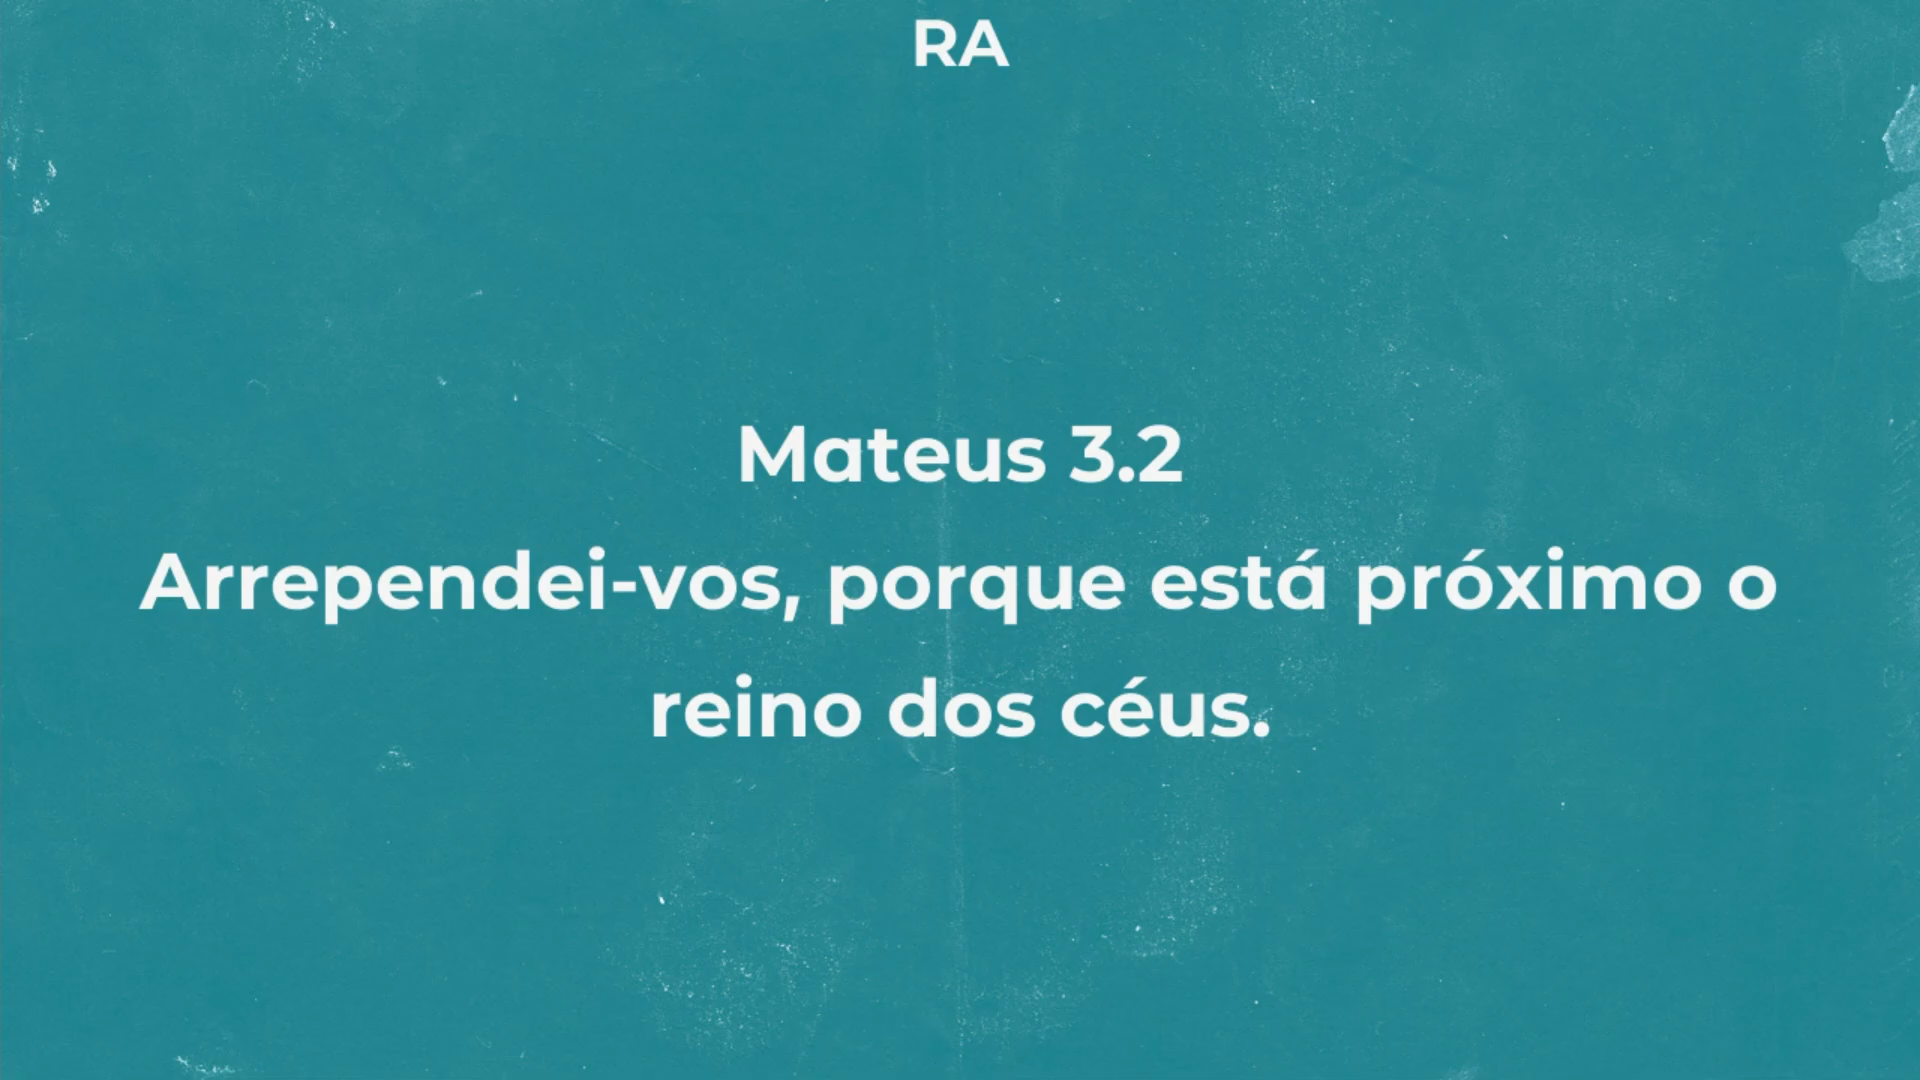 RA
Mateus 3.2
Arrependei-vos, porque está próximo o
reino dos céus.